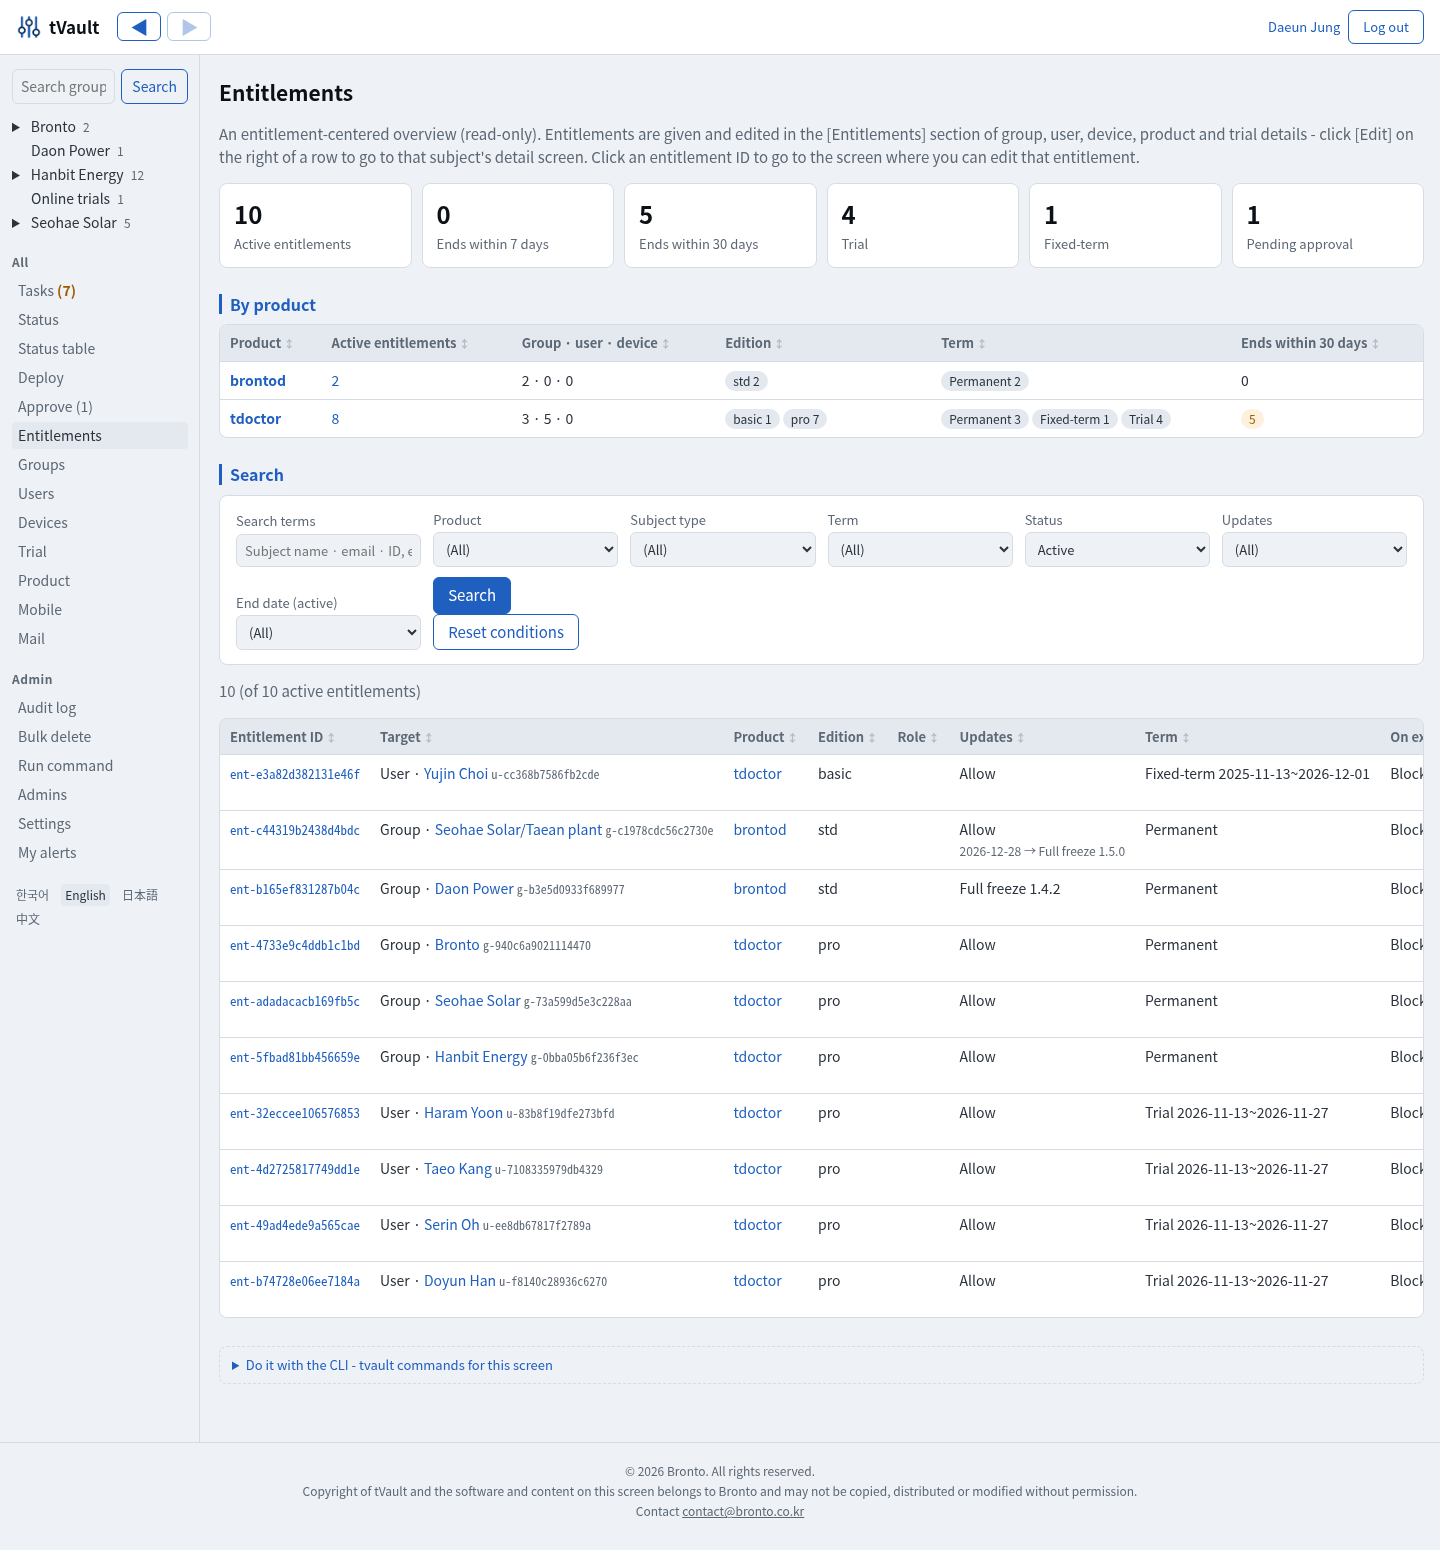 tVault ◀ ▶ Daeun Jung Log out
Search group Search
▶ Bronto 2
Daon Power 1
▶ Hanbit Energy 12
Online trials 1
▶ Seohae Solar 5
All
Tasks (7)
Status
Status table
Deploy
Approve (1)
Entitlements
Groups
Users
Devices
Trial
Product
Mobile
Mail
Admin
Audit log
Bulk delete
Run command
Admins
Settings
My alerts
한국어 English 日本語
中文
Entitlements
An entitlement-centered overview (read-only). Entitlements are given and edited in the [Entitlements] section of group, user, device, product and trial details - click [Edit] on
the right of a row to go to that subject's detail screen. Click an entitlement ID to go to the screen where you can edit that entitlement.
10 0 5 4 1 1
Active entitlements Ends within 7 days Ends within 30 days Trial Fixed-term Pending approval
By product
Product ↕ Active entitlements ↕ Group · user · device ↕ Edition ↕ Term ↕ Ends within 30 days ↕
brontod 2 2 · 0 · 0 std 2 Permanent 2 0
tdoctor 8 3 · 5 · 0 basic 1 pro 7 Permanent 3 Fixed-term 1 Trial 4 5
Search
Search terms Product Subject type Term Status Updates
Subject name · email · ID, e (All) (All) (All) Active (All)
End date (active) Search
(All) Reset conditions
10 (of 10 active entitlements)
Entitlement ID ↕ Target ↕ Product ↕ Edition ↕ Role ↕ Updates ↕ Term ↕ On ex
ent-e3a82d382131e46f User · Yujin Choi u-cc368b7586fb2cde tdoctor basic Allow Fixed-term 2025-11-13~2026-12-01 Block
ent-c44319b2438d4bdc Group · Seohae Solar/Taean plant g-c1978cdc56c2730e brontod std Allow Permanent Block
2026-12-28 → Full freeze 1.5.0
ent-b165ef831287b04c Group · Daon Power g-b3e5d0933f689977 brontod std Full freeze 1.4.2 Permanent Block
ent-4733e9c4ddb1c1bd Group · Bronto g-940c6a9021114470 tdoctor pro Allow Permanent Block
ent-adadacacb169fb5c Group · Seohae Solar g-73a599d5e3c228aa tdoctor pro Allow Permanent Block
ent-5fbad81bb456659e Group · Hanbit Energy g-0bba05b6f236f3ec tdoctor pro Allow Permanent Block
ent-32eccee106576853 User · Haram Yoon u-83b8f19dfe273bfd tdoctor pro Allow Trial 2026-11-13~2026-11-27 Block
ent-4d2725817749dd1e User · Taeo Kang u-7108335979db4329 tdoctor pro Allow Trial 2026-11-13~2026-11-27 Block
ent-49ad4ede9a565cae User · Serin Oh u-ee8db67817f2789a tdoctor pro Allow Trial 2026-11-13~2026-11-27 Block
ent-b74728e06ee7184a User · Doyun Han u-f8140c28936c6270 tdoctor pro Allow Trial 2026-11-13~2026-11-27 Block
▶ Do it with the CLI - tvault commands for this screen
© 2026 Bronto. All rights reserved.
Copyright of tVault and the software and content on this screen belongs to Bronto and may not be copied, distributed or modified without permission.
Contact contact@bronto.co.kr